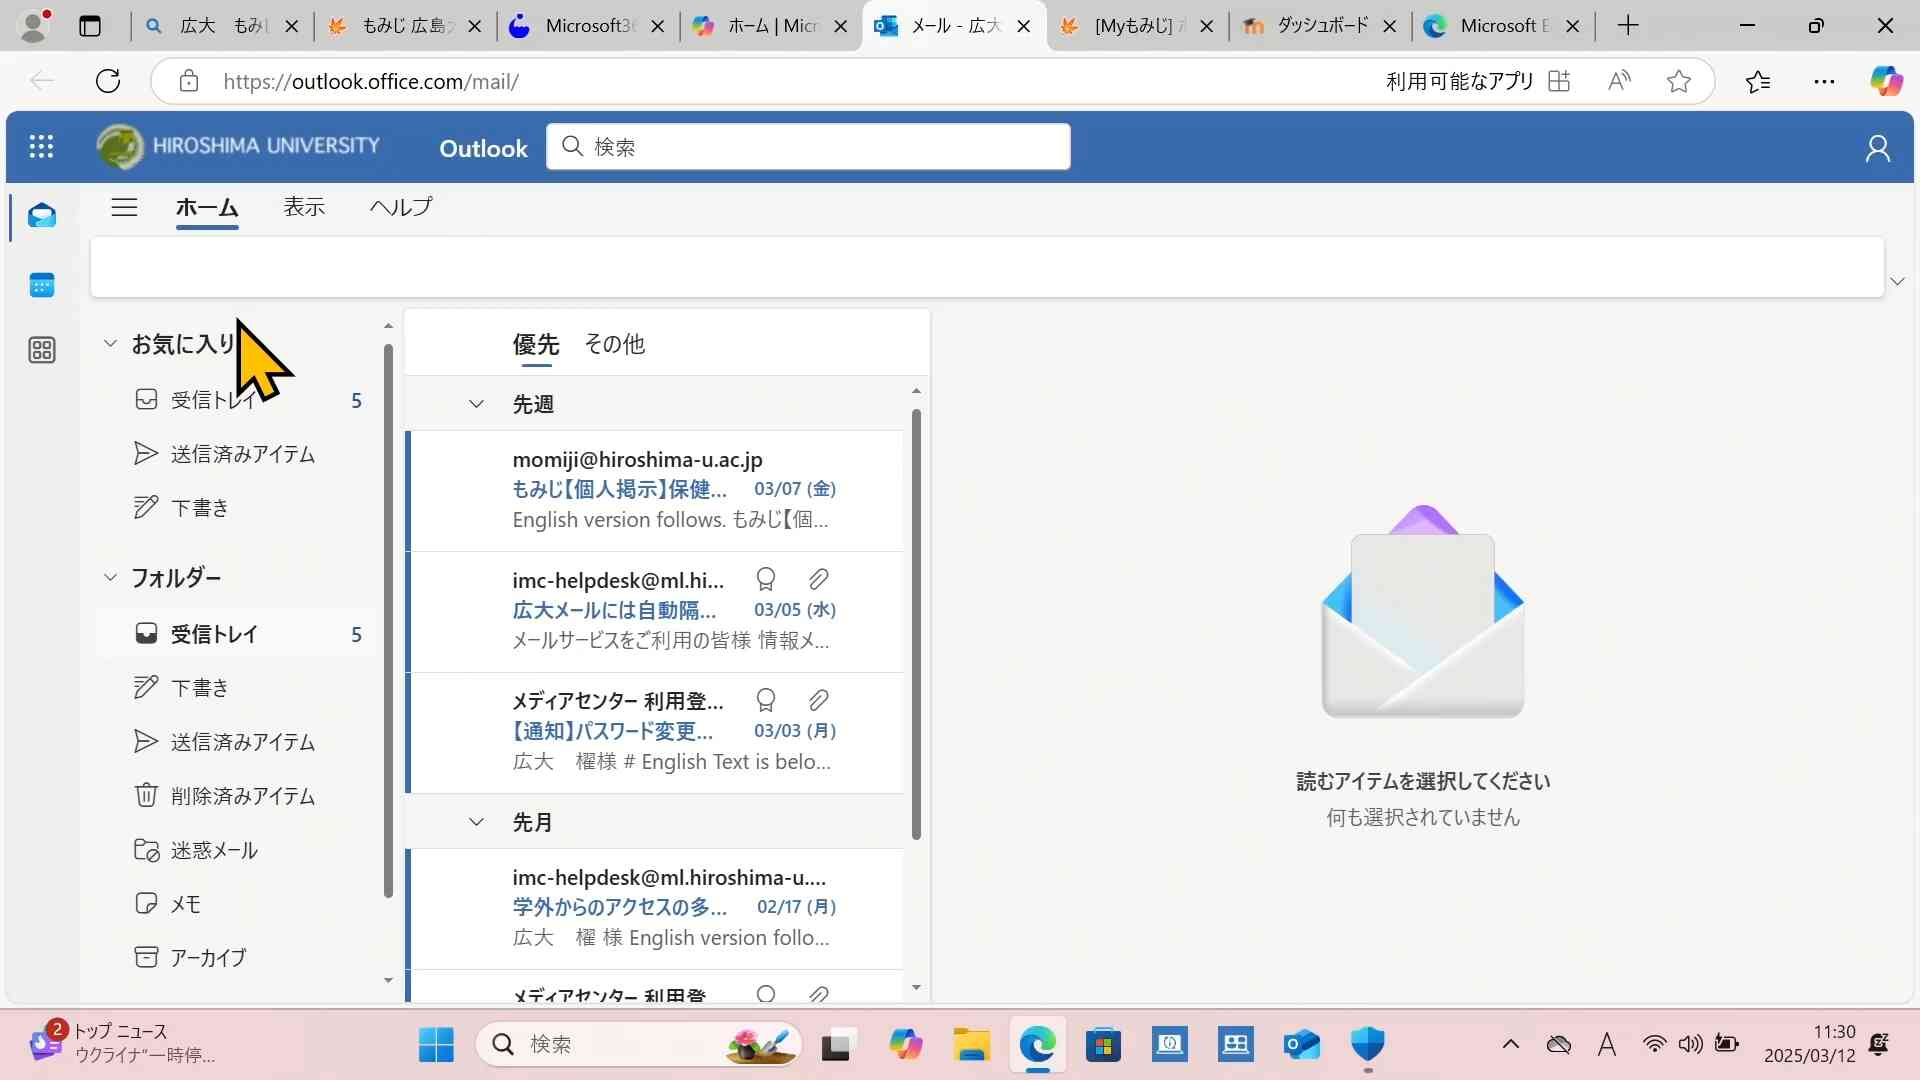 広大　もみじ
もみじ 広島大
Microsoft36
ホーム | Micr
メール - 広大
[Myもみじ] ホ
ダッシュボード
Microsoft E
https://outlook.office.com/mail/
利用可能なアプリ
HIROSHIMA UNIVERSITY
Outlook
検索
ホーム
表示
ヘルプ
お気に入り
受信トレイ
5
送信済みアイテム
下書き
フォルダー
受信トレイ
5
下書き
送信済みアイテム
削除済みアイテム
迷惑メール
メモ
アーカイブ
優先
その他
先週
momiji@hiroshima-u.ac.jp
もみじ【個人掲示】保健... 03/07 (金)
English version follows. もみじ【個...
imc-helpdesk@ml.hi...
広大メールには自動隔... 03/05 (水)
メールサービスをご利用の皆様 情報メ...
メディアセンター 利用登...
【通知】パスワード変更... 03/03 (月)
広大　櫂様 # English Text is belo...
先月
imc-helpdesk@ml.hiroshima-u....
学外からのアクセスの多... 02/17 (月)
広大　櫂 様 English version follo...
メディアセンター 利用登
読むアイテムを選択してください
何も選択されていません
2
トップ ニュース
ウクライナ“一時停...
検索
A
11:30
2025/03/12